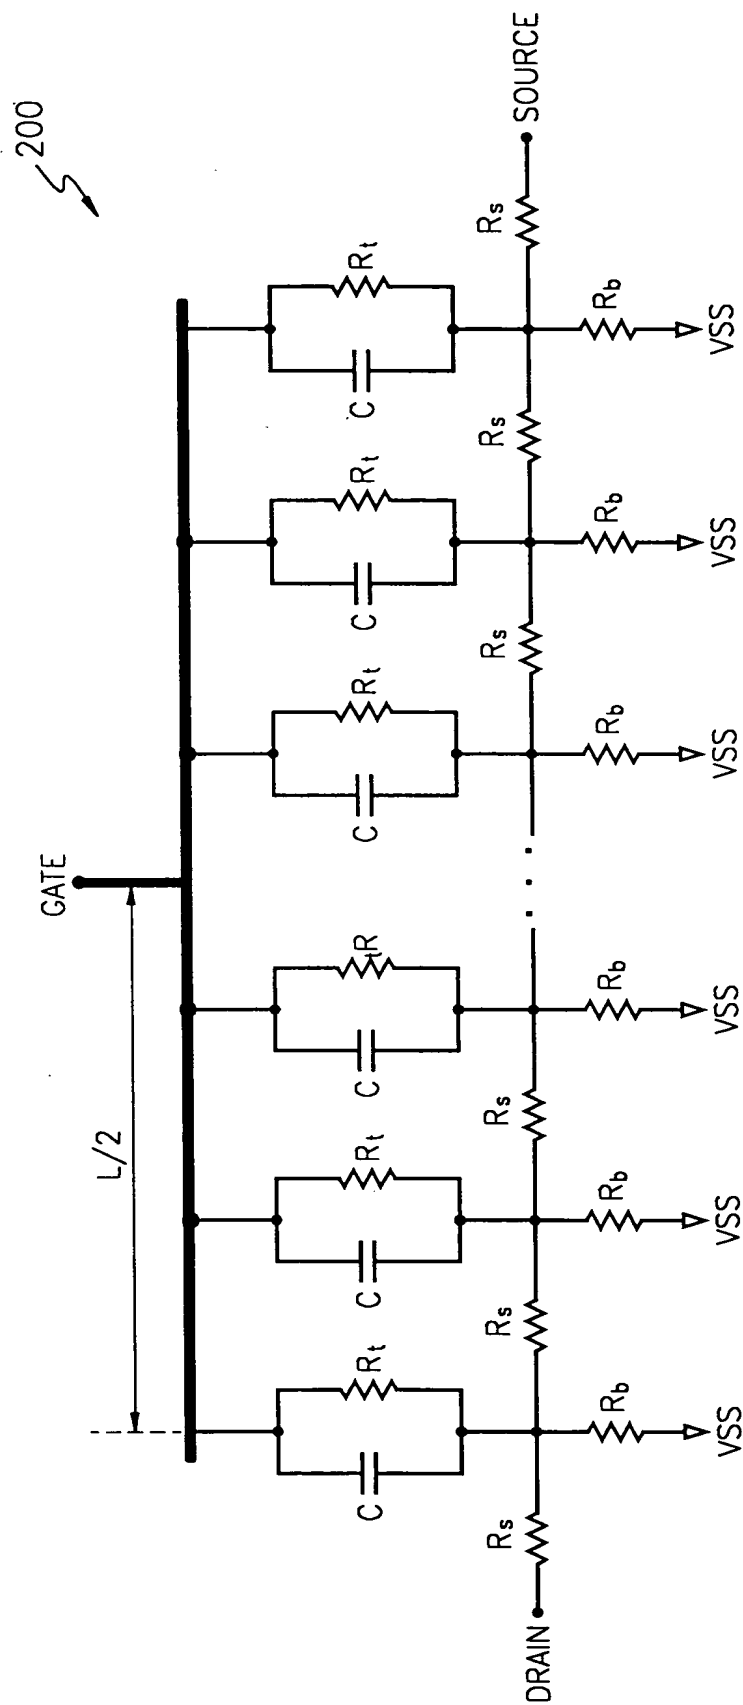 200
GATE
L/2
C Rt C Rt C tR C Rt C Rt C Rt
Rs Rs Rs . . . Rs Rs Rs
DRAIN SOURCE
Rb Rb Rb Rb Rb Rb
VSS VSS VSS VSS VSS VSS